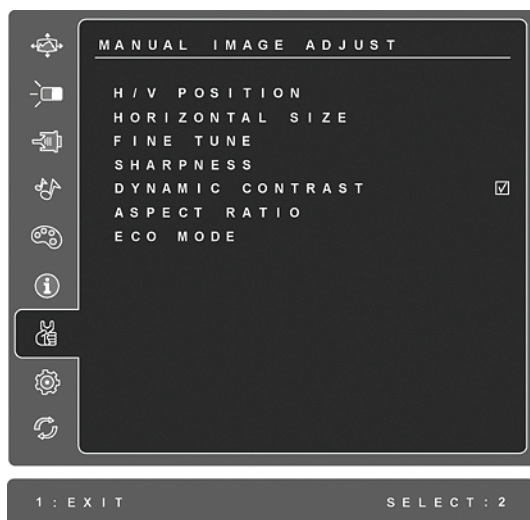 MANUAL IMAGE ADJUST
H/V POSITION
HORIZONTAL SIZE
FINE TUNE
SHARPNESS
DYNAMIC CONTRAST
ASPECT RATIO
ECO MODE
1:EXIT SELECT:2